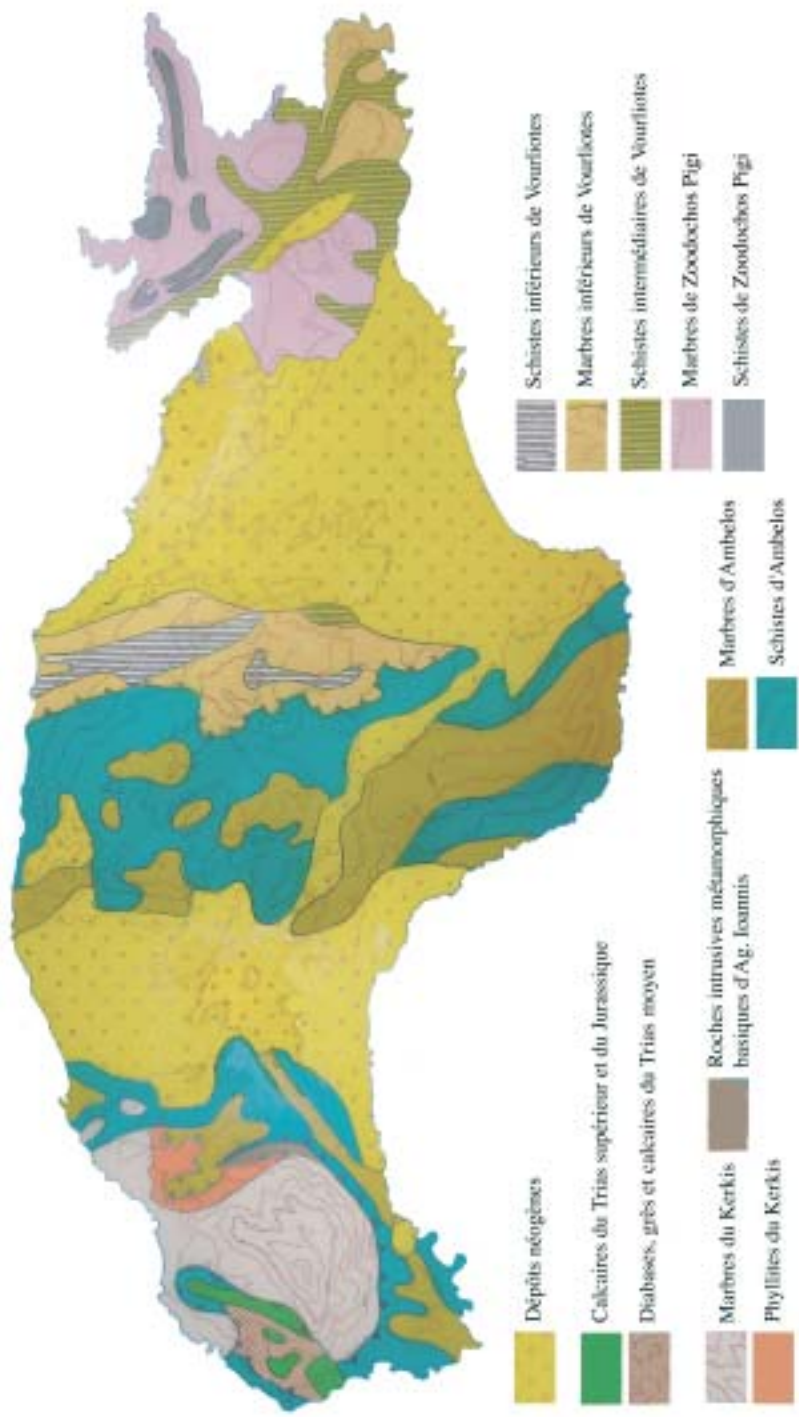 Dépôts néogènes
Calcaires du Trias supérieur et du Jurassique
Diabases, grès et calcaires du Trias moyen
Marbres du Kerkis
Phyllites du Kerkis
Roches intrusives métamorphiques
basiques d'Ag. Ioannis
Marbres d'Ambelos
Schistes d'Ambelos
Schistes inférieurs de Vourliotes
Marbres inférieurs de Vourliotes
Schistes intermédiaires de Vourliotes
Marbres de Zoodochos Pigi
Schistes de Zoodochos Pigi